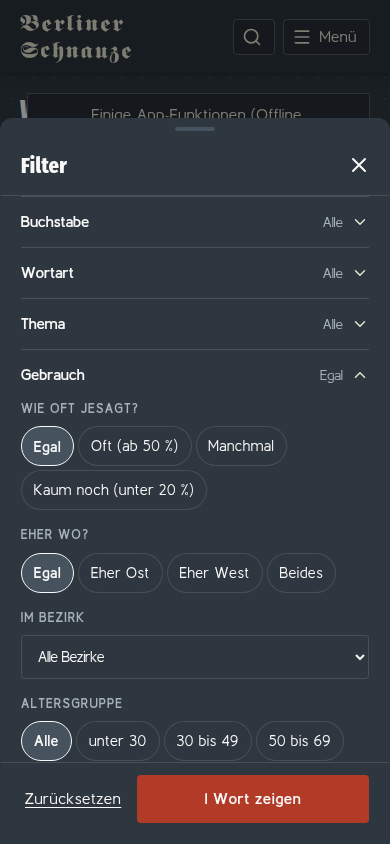 Berliner
Schnauze
Menü
Einige App-Funktionen (Offline
Filter
Buchstabe Alle
Wortart Alle
Thema Alle
Gebrauch Egal
WIE OFT JESAGT?
Egal Oft (ab 50 %) Manchmal
Kaum noch (unter 20 %)
EHER WO?
Egal Eher Ost Eher West Beides
IM BEZIRK
Alle Bezirke
ALTERSGRUPPE
Alle unter 30 30 bis 49 50 bis 69
Zurücksetzen 1 Wort zeigen